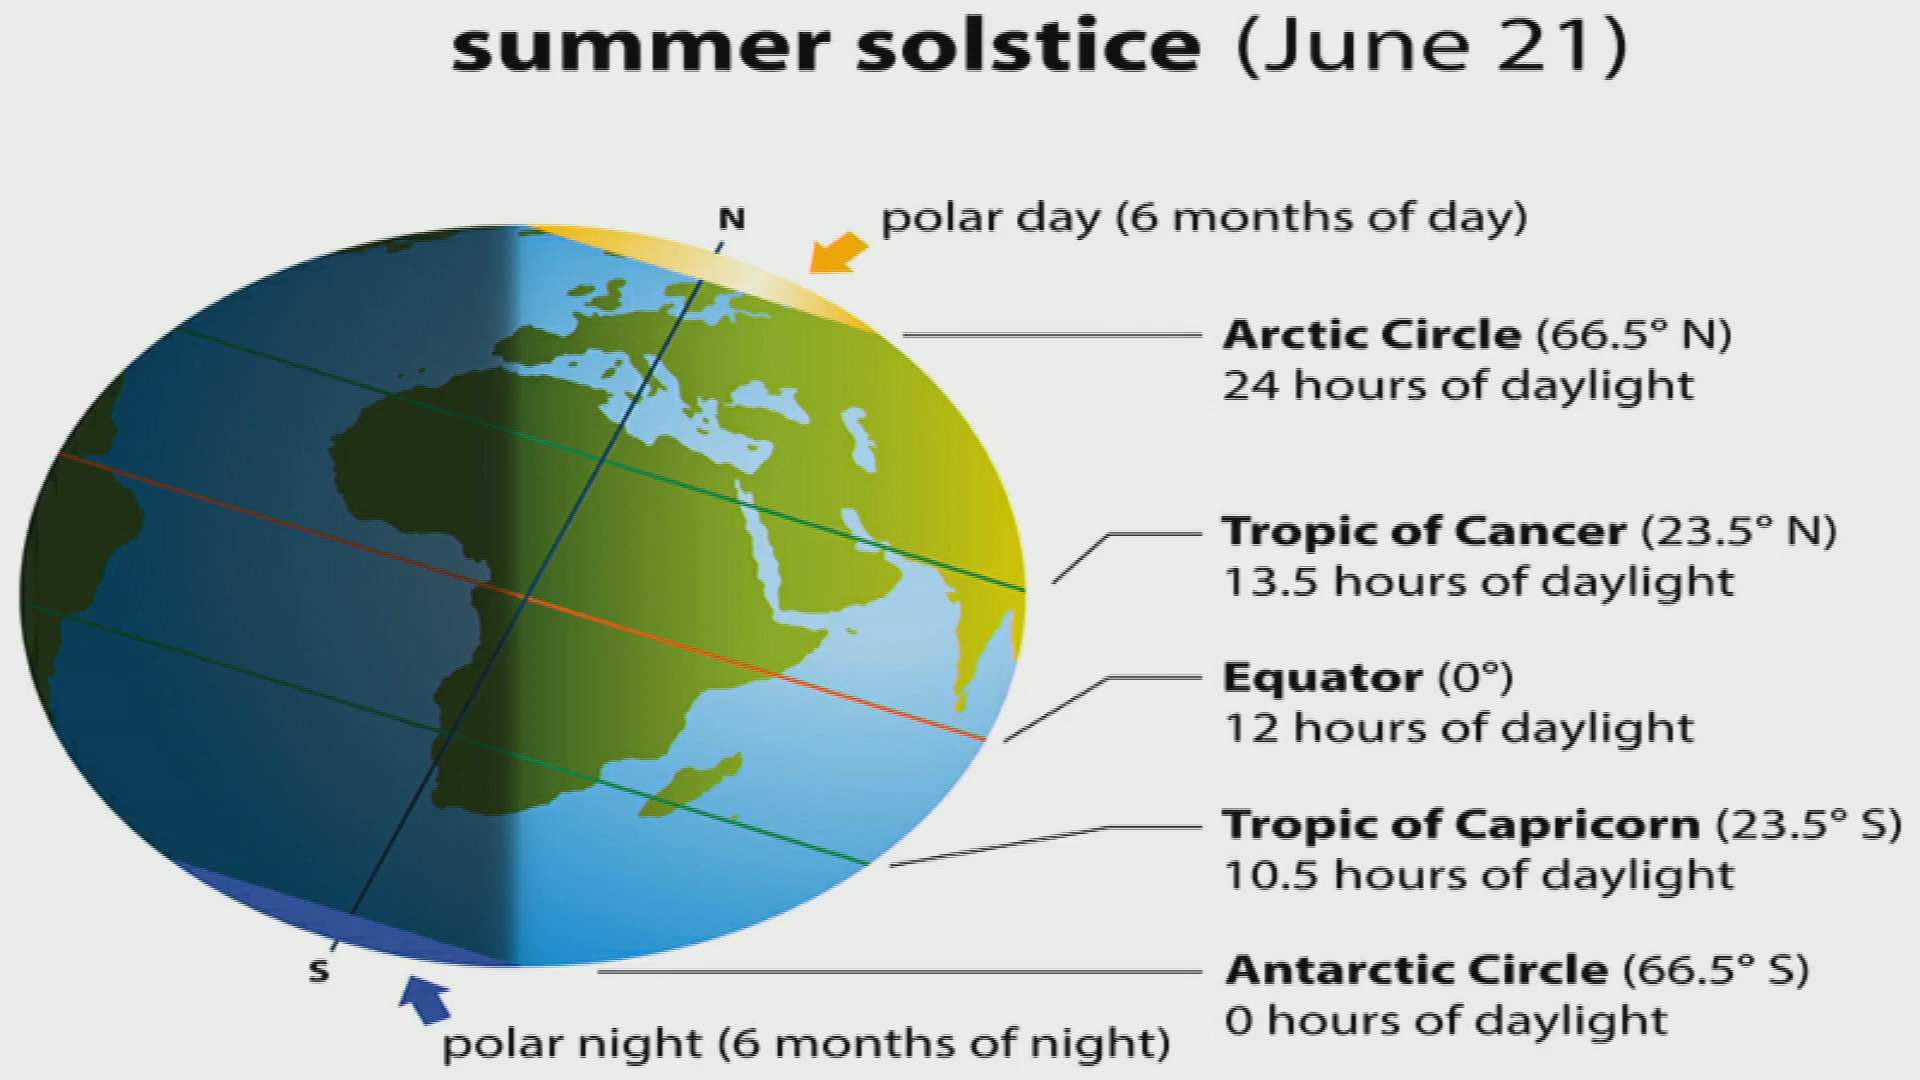 summer solstice (June 21)
N
polar day (6 months of day)
Arctic Circle (66.5° N)
24 hours of daylight
Tropic of Cancer (23.5° N)
13.5 hours of daylight
Equator (0°)
12 hours of daylight
Tropic of Capricorn (23.5° S)
10.5 hours of daylight
Antarctic Circle (66.5° S)
0 hours of daylight
S
polar night (6 months of night)